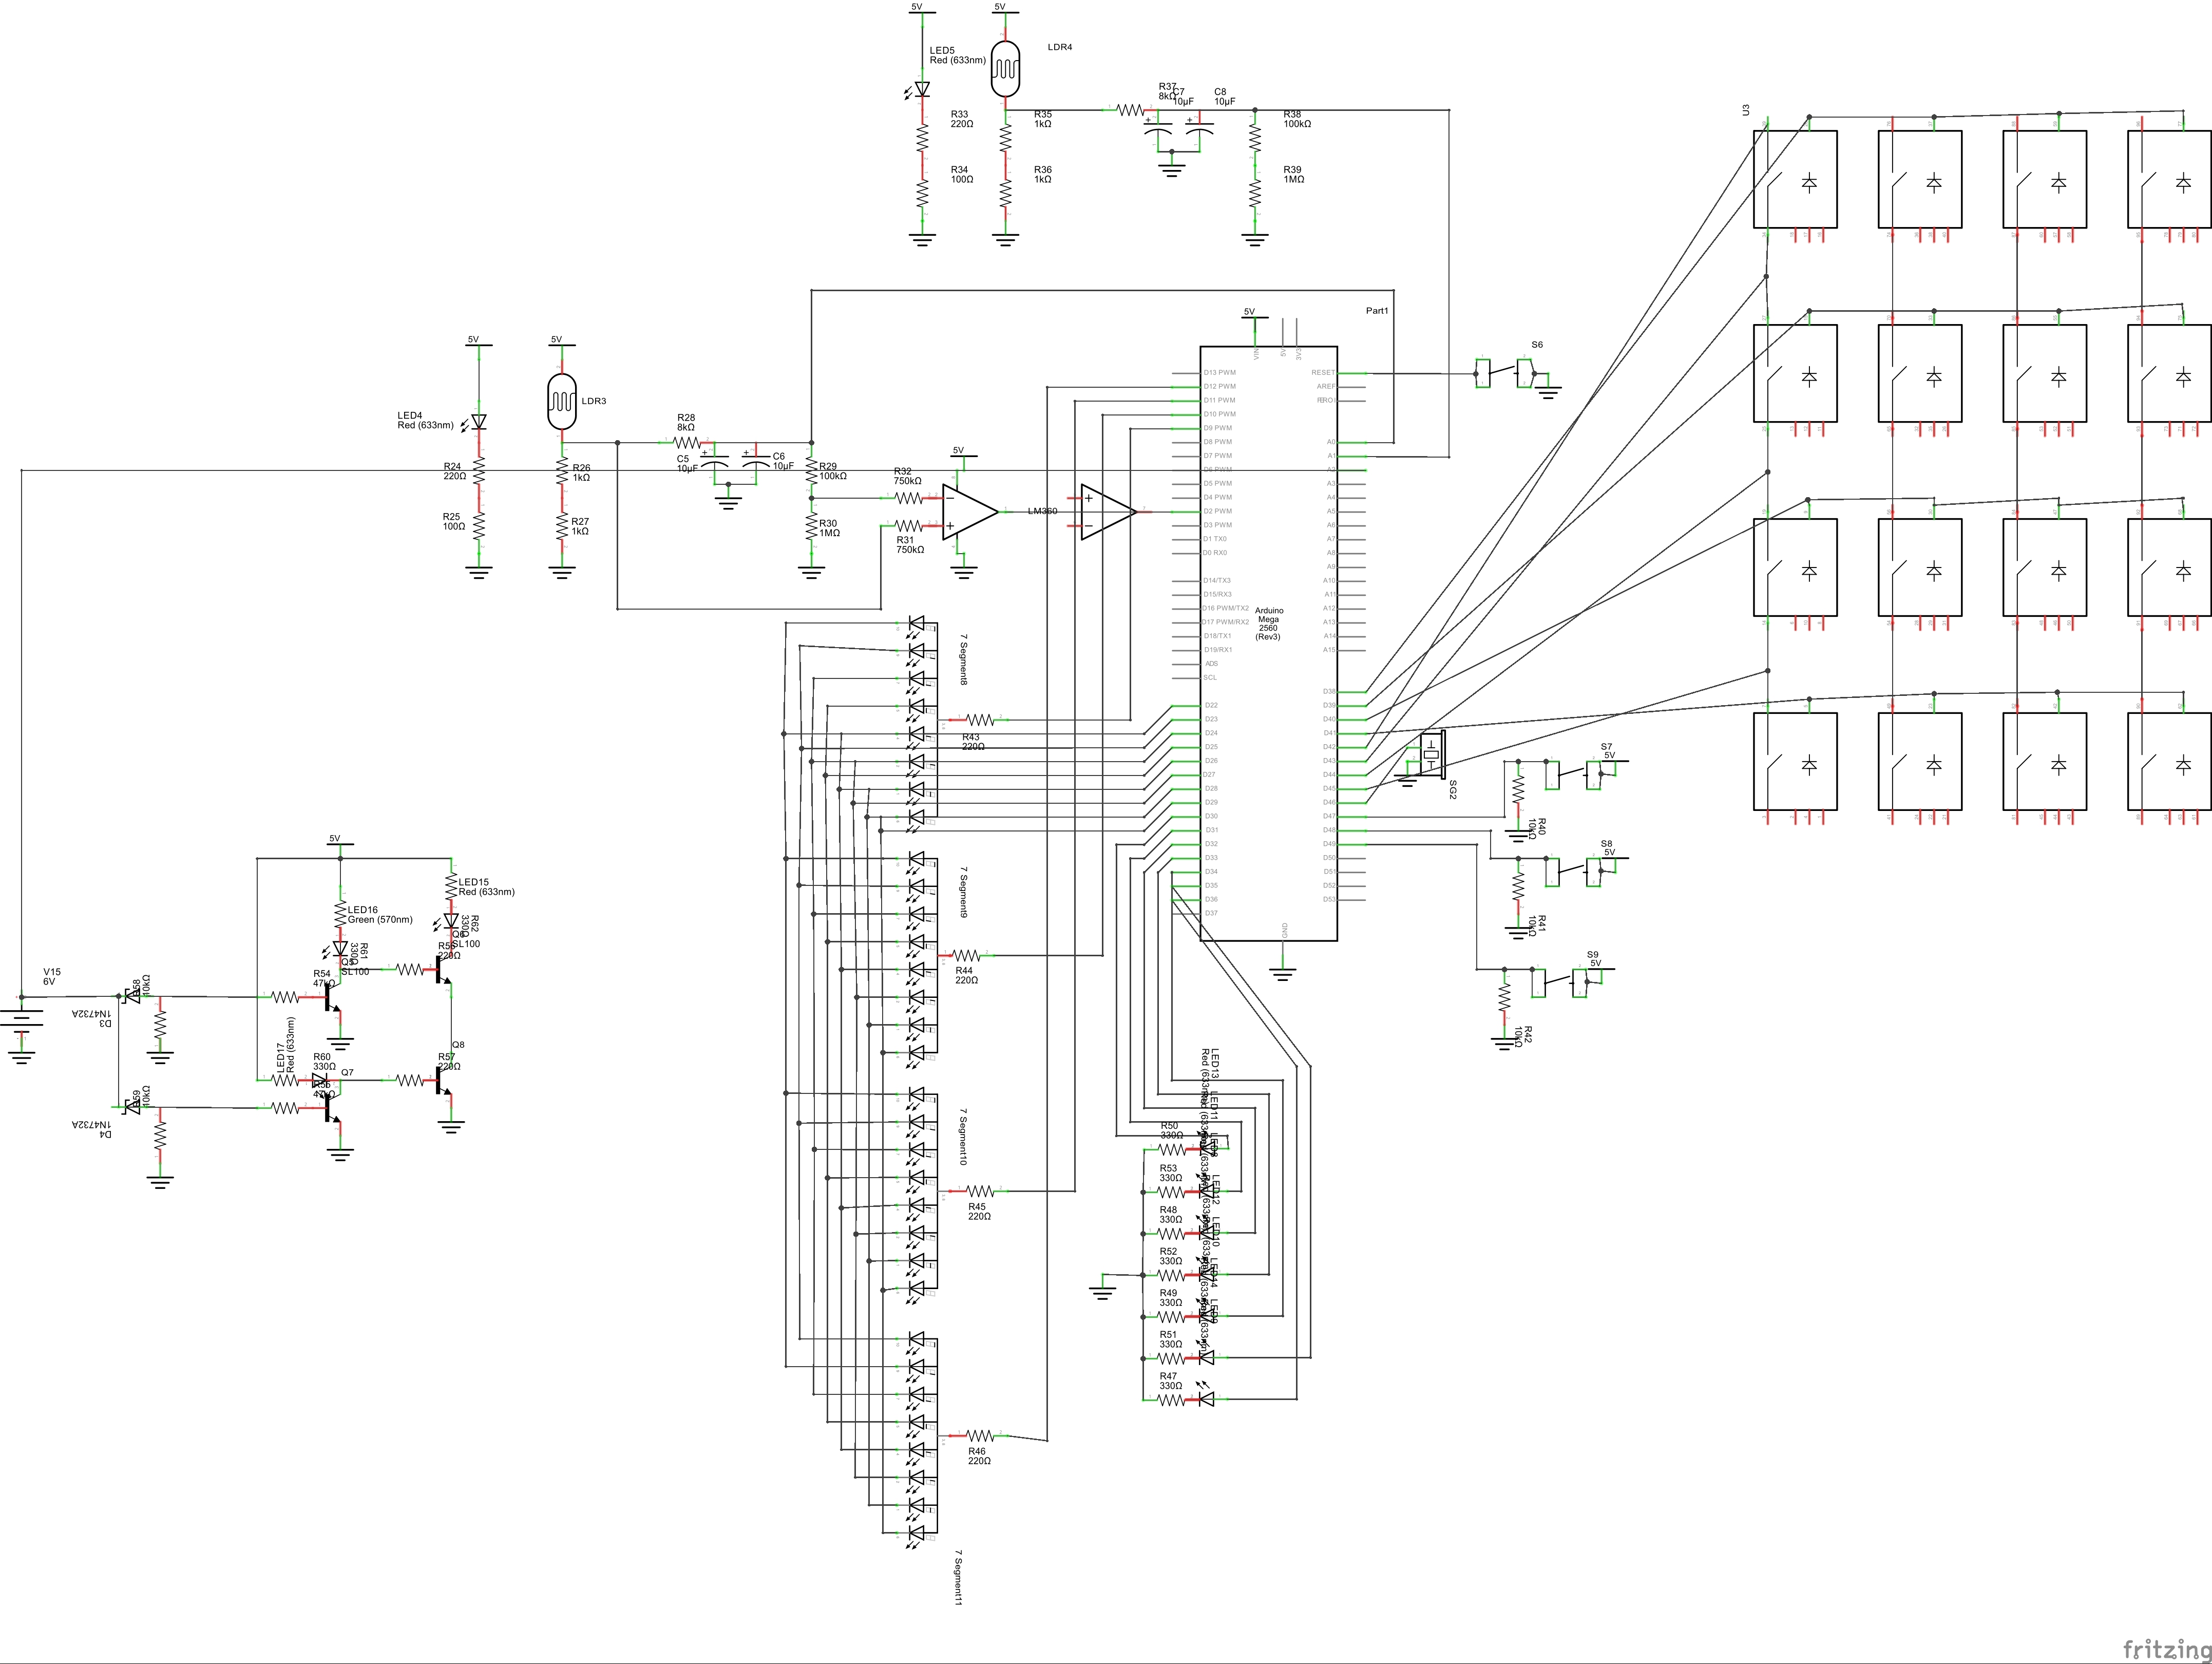 5V
5V
LED5
Red (633nm)
LDR4
R37
8kΩ
C7
10µF
C8
10µF
R33
220Ω
R35
1kΩ
R38
100kΩ
R34
100Ω
R36
1kΩ
R39
1MΩ
U3
5V
5V
LED4
Red (633nm)
LDR3
R28
8kΩ
C5
10µF
C6
10µF
R24
220Ω
R26
1kΩ
R29
100kΩ
R25
100Ω
R27
1kΩ
R30
1MΩ
R32
750kΩ
R31
750kΩ
5V
LM360
Part1
5V
VIN
5V
3V3
D13 PWM
D12 PWM
D11 PWM
D10 PWM
D9 PWM
D8 PWM
D7 PWM
D6 PWM
D5 PWM
D4 PWM
D2 PWM
D3 PWM
D1 TX0
D0 RX0
D14/TX3
D15/RX3
D16 PWM/TX2
D17 PWM/RX2
D18/TX1
D19/RX1
ADS
SCL
D22
D23
D24
D25
D26
D27
D28
D29
D30
D31
D32
D33
D34
D35
D36
D37
Arduino
Mega
2560
(Rev3)
RESET
AREF
A0
A1
A2
A3
A4
A5
A6
A7
A8
A9
A10
A11
A12
A13
A14
A15
D38
D39
D40
D41
D42
D43
D44
D45
D46
D47
D48
D49
D50
D51
D52
D53
GND
S6
SG2
S7
5V
R40
10kΩ
S8
5V
R41
10kΩ
S9
5V
R42
10kΩ
7 Segment8
R43
220Ω
7 Segment9
R44
220Ω
7 Segment10
R45
220Ω
7 Segment11
R46
220Ω
5V
LED15
Red (633nm)
LED16
Green (570nm)
R62
330Ω
R61
330Ω
Q6
SL100
R56
220Ω
Q5
SL100
R54
47kΩ
V15
6V
R58
10kΩ
D3
1N4732A
LED17
Red (633nm)
R60
330Ω
R55
47kΩ
Q7
Q8
R57
220Ω
R59
10kΩ
D4
1N4732A
LED13
Red (633nm)
LED11
LED12
LED10
LED14
R50
330Ω
R53
330Ω
R48
330Ω
R52
330Ω
R49
330Ω
R51
330Ω
R47
330Ω
fritzing